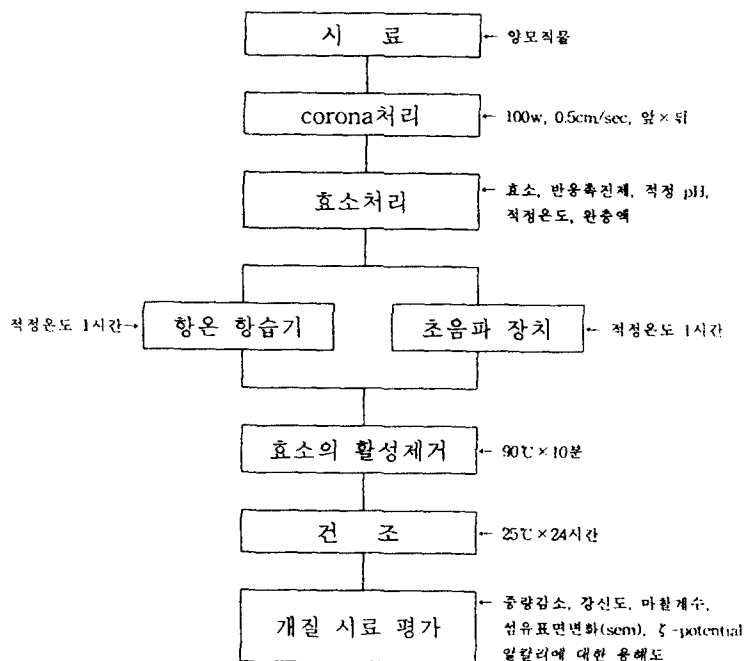 시 료
← 양모직물
corona처리
← 100w, 0.5cm/sec, 앞×뒤
효소처리
← 효소, 반응촉진제, 적정 pH,
적정온도, 완충액
적정온도 1시간→
항온 항습기
초음파 장치
← 적정온도 1시간
효소의 활성제거
← 90℃×10분
건 조
← 25℃×24시간
개질 시료 평가
← 중량감소, 강신도, 마찰계수,
섬유표면변화(sem), ζ-potential
알칼리에 대한 용해도